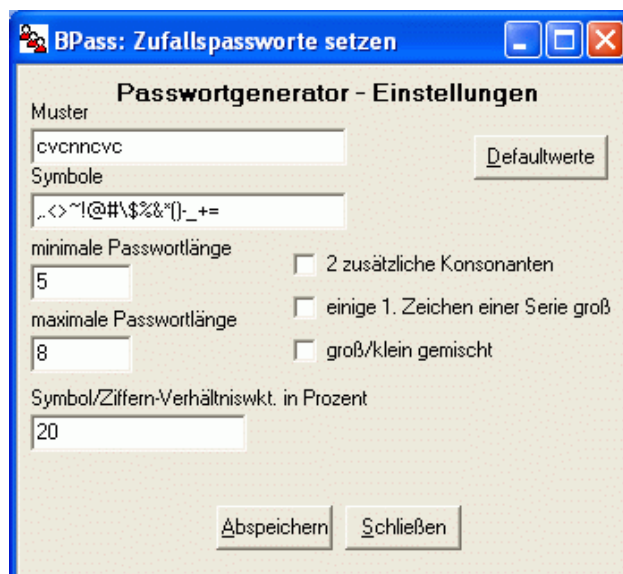 BPass: Zufallspassworte setzen
Passwortgenerator - Einstellungen
Muster
cvcnncvc
Defaultwerte
Symbole
,.<>~!@#\$%&*()-_+=
minimale Passwortlänge
5
2 zusätzliche Konsonanten
einige 1. Zeichen einer Serie groß
maximale Passwortlänge
8
groß/klein gemischt
Symbol/Ziffern-Verhältniswkt. in Prozent
20
Abspeichern
Schließen